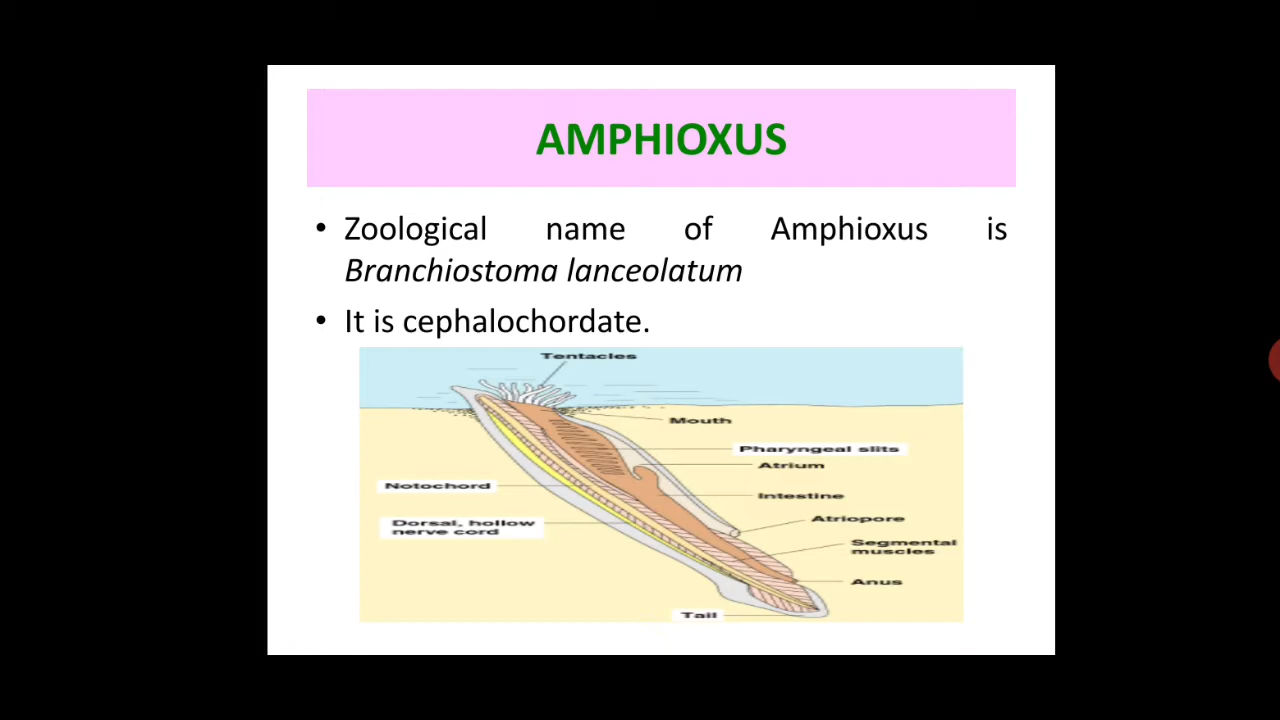 AMPHIOXUS
• Zoological name of Amphioxus is
Branchiostoma lanceolatum
• It is cephalochordate.
Tentacles
Mouth
Pharyngeal slits
Atrium
Notochord
Intestine
Atriopore
Dorsal, hollow
nerve cord
Segmental
muscles
Anus
Tail